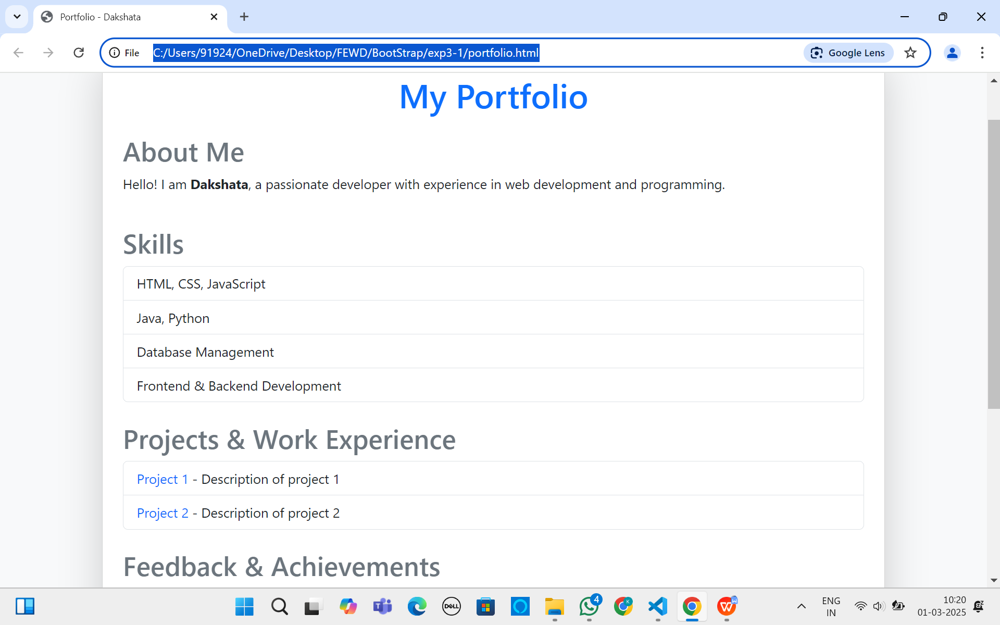 Portfolio - Dakshata
File
C:/Users/91924/OneDrive/Desktop/FEWD/BootStrap/exp3-1/portfolio.html
Google Lens
My Portfolio
About Me
Hello! I am Dakshata, a passionate developer with experience in web development and programming.
Skills
HTML, CSS, JavaScript
Java, Python
Database Management
Frontend & Backend Development
Projects & Work Experience
Project 1 - Description of project 1
Project 2 - Description of project 2
Feedback & Achievements
DELL
4
K
W
ENG
IN
10:20
01-03-2025